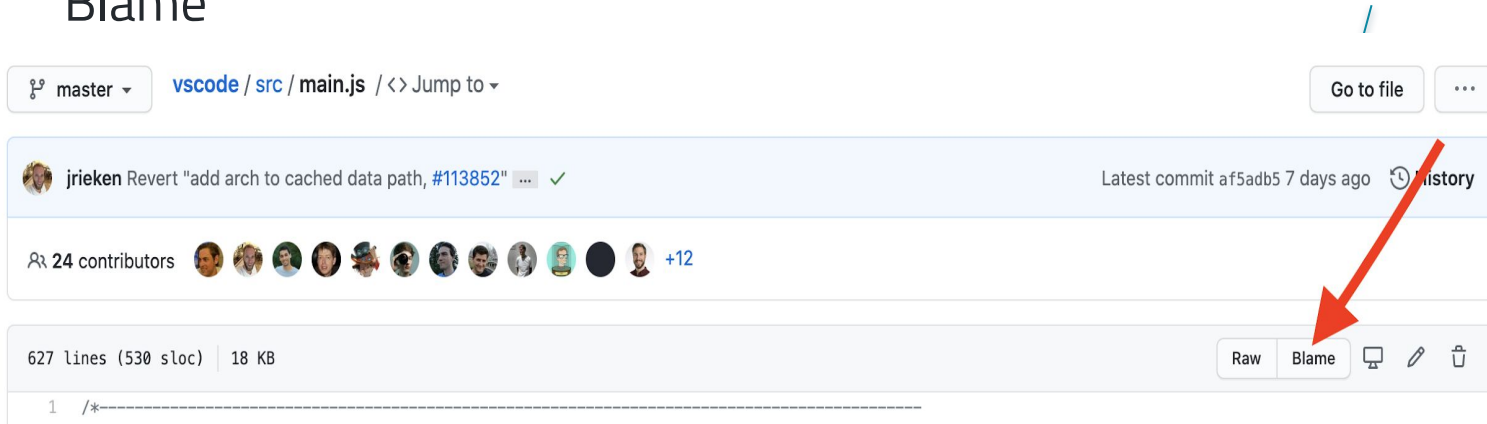 Blame
master vscode / src / main.js / <> Jump to Go to file ...
jrieken Revert "add arch to cached data path, #113852" ... ✓ Latest commit af5adb5 7 days ago History
24 contributors +12
627 lines (530 sloc) 18 KB Raw Blame
1 /*---------------------------------------------------------------------------------------------